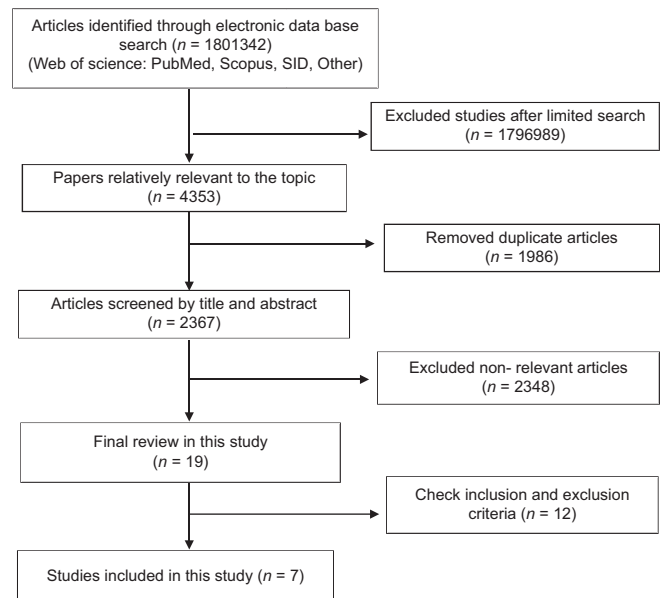 Articles identified through electronic data base
search (n = 1801342)
(Web of science: PubMed, Scopus, SID, Other)
Excluded studies after limited search
(n = 1796989)
Papers relatively relevant to the topic
(n = 4353)
Removed duplicate articles
(n = 1986)
Articles screened by title and abstract
(n = 2367)
Excluded non- relevant articles
(n = 2348)
Final review in this study
(n = 19)
Check inclusion and exclusion
criteria (n = 12)
Studies included in this study (n = 7)